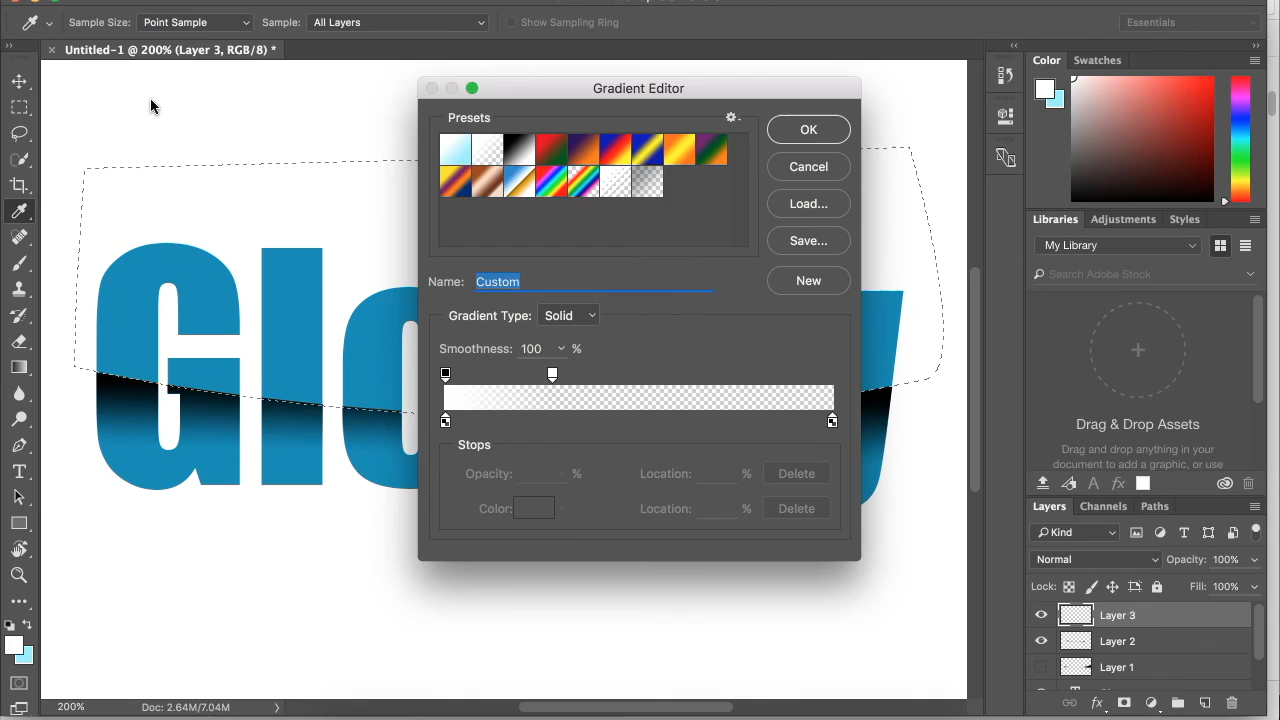 Sample Size: Point Sample Sample: All Layers Show Sampling Ring Essentials
Untitled-1 @ 200% (Layer 3, RGB/8) *
Gradient Editor
Presets
OK
Cancel
Load...
Save...
New
Name: Custom
Gradient Type: Solid
Smoothness: 100 %
Stops
Opacity: % Location: % Delete
Color: Location: % Delete
Glo
Color Swatches
Libraries Adjustments Styles
My Library
Search Adobe Stock
Drag & Drop Assets
Drag and drop anything in your
document to add a graphic, or use
Layers Channels Paths
Kind
Normal Opacity: 100%
Lock: Fill: 100%
Layer 3
Layer 2
Layer 1
200% Doc: 2.64M/7.04M